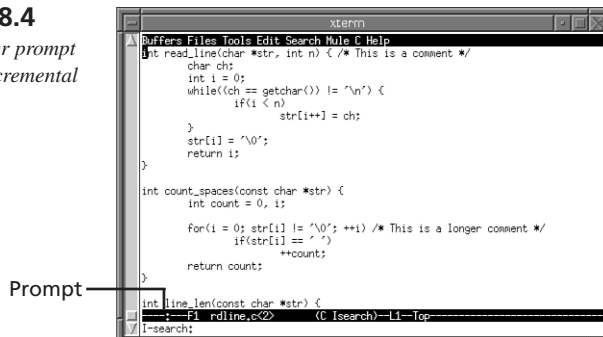 8.4
er prompt
cremental
xterm
Buffers Files Tools Edit Search Mule C Help
int read_line(char *str, int n) { /* This is a comment */
char ch;
int i = 0;
while((ch == getchar()) != '\n') {
if(i < n)
str[i++] = ch;
}
str[i] = '\0';
return i;
}
int count_spaces(const char *str) {
int count = 0, i;
for(i = 0; str[i] != '\0'; ++i) /* This is a longer comment */
if(str[i] == ' ')
++count;
return count;
}
int line_len(const char *str) {
----:---F1 rdline.c<2> (C Isearch)--L1--Top----------------------------
I-search:
Prompt